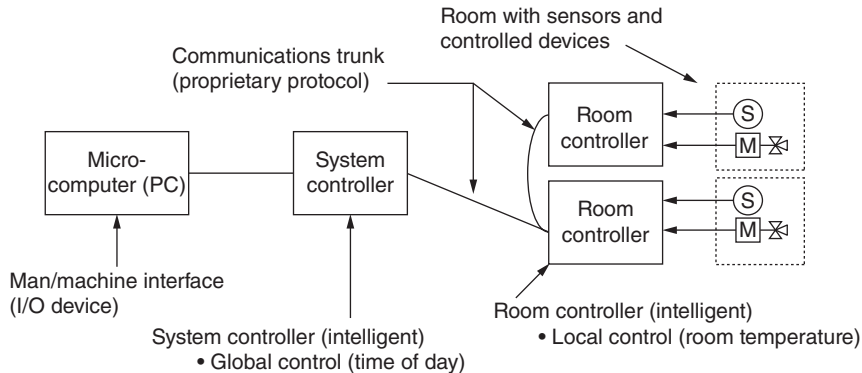 Room with sensors and
controlled devices
Communications trunk
(proprietary protocol)
Room
controller
S
M
Micro-
computer (PC)
System
controller
Room
controller
S
M
Man/machine interface
(I/O device)
System controller (intelligent)
• Global control (time of day)
Room controller (intelligent)
• Local control (room temperature)